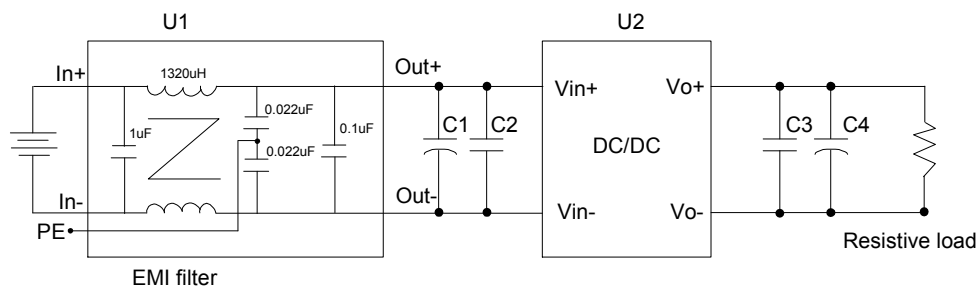 U1
U2
In+
1320uH
Out+
Vin+
Vo+
1uF
0.022uF
0.022uF
0.1uF
C1
C2
DC/DC
C3
C4
In-
Out-
Vin-
Vo-
PE
Resistive load
EMI filter